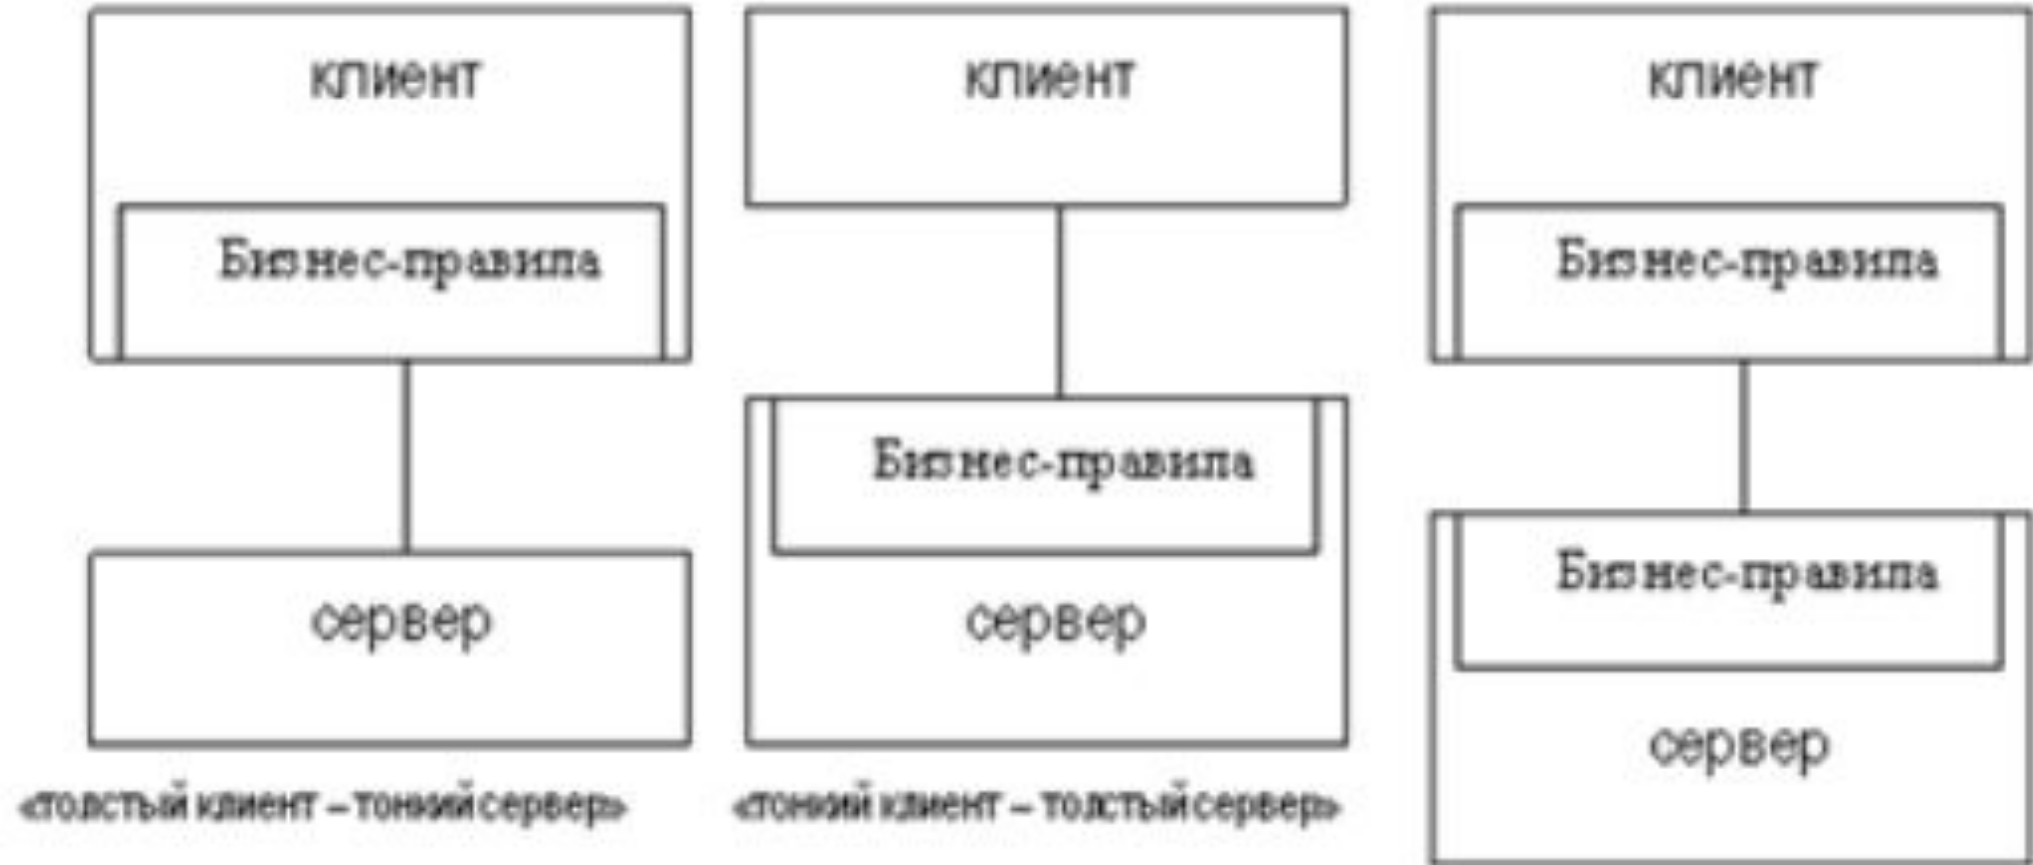 клиент
Бизнес-правила
сервер
«толстый клиент – тонкий сервер»
клиент
Бизнес-правила
сервер
«тонкий клиент – толстый сервер»
клиент
Бизнес-правила
Бизнес-правила
сервер